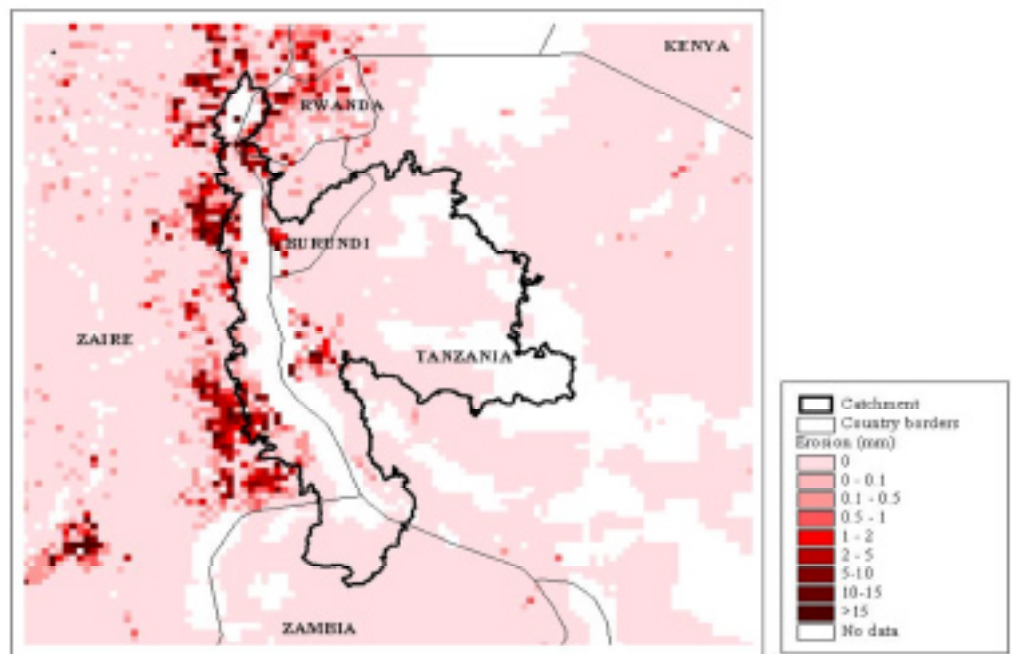 KENYA
RWANDA
BURUNDI
ZAIRE
TANZANIA
ZAMBIA
Catchment
Country borders
Erosion (mm)
0
0 - 0.1
0.1 - 0.5
0.5 - 1
1 - 2
2 - 5
5-10
10-15
>15
No data